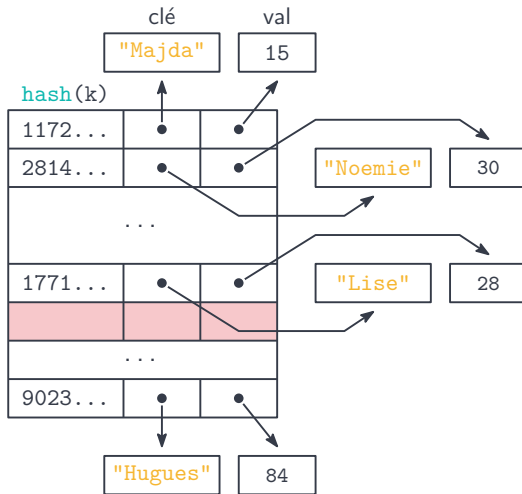 clé val
"Majda" 15
hash(k)
1172...
2814...
"Noemie" 30
...
1771...
"Lise" 28
...
9023...
"Hugues" 84